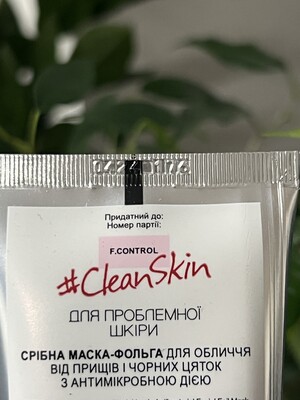 Придатний до:
Номер партії:
F.CONTROL
#CleanSkin
ДЛЯ ПРОБЛЕМНОЇ
ШКІРИ
СРІБНА МАСКА-ФОЛЬГА ДЛЯ ОБЛИЧЧЯ
ВІД ПРИЩІВ І ЧОРНИХ ЦЯТОК
З АНТИМІКРОБНОЮ ДІЄЮ